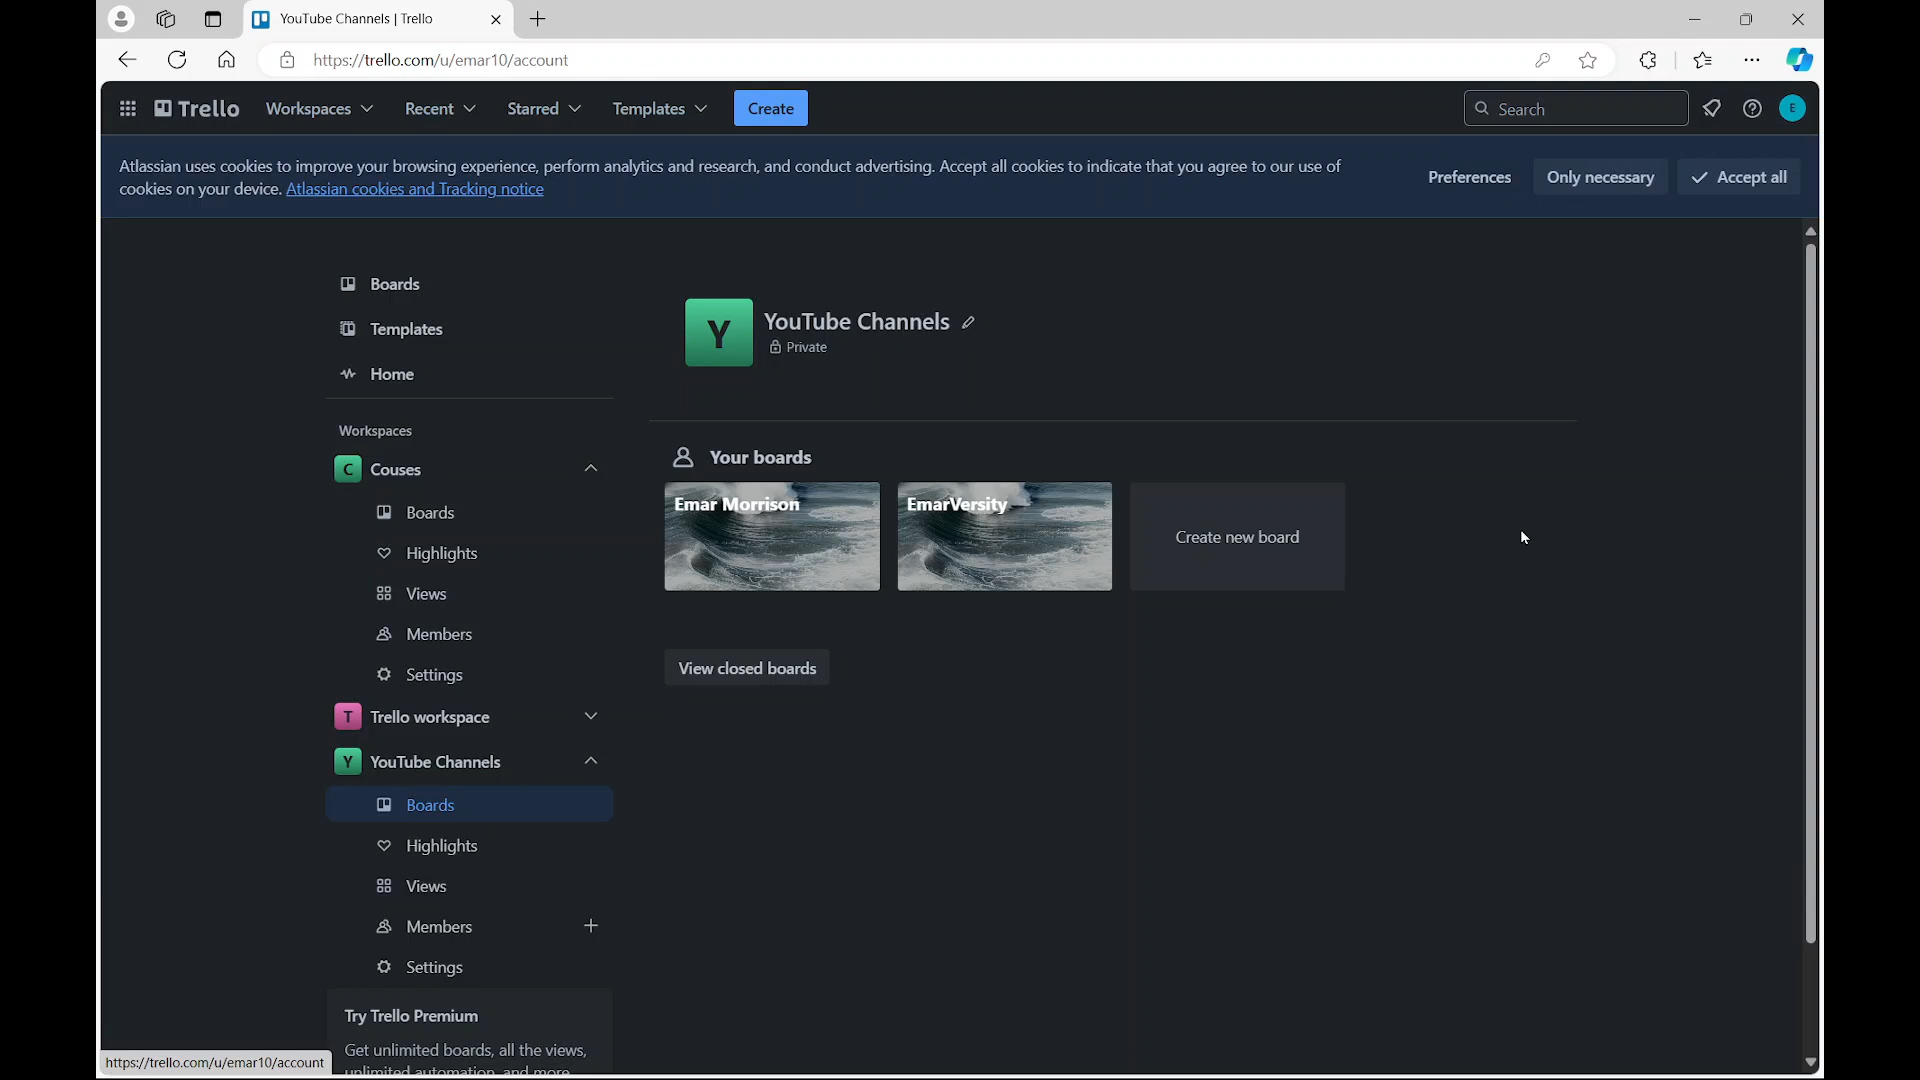 YouTube Channels | Trello
https://trello.com/u/emar10/account
Trello
Workspaces
Recent
Starred
Templates
Create
Search
E
Atlassian uses cookies to improve your browsing experience, perform analytics and research, and conduct advertising. Accept all cookies to indicate that you agree to our use of
cookies on your device. Atlassian cookies and Tracking notice
Preferences
Only necessary
Accept all
Boards
Templates
Home
Workspaces
C Couses
Boards
Highlights
Views
Members
Settings
T Trello workspace
Y YouTube Channels
Boards
Highlights
Views
Members
Settings
Try Trello Premium
Get unlimited boards, all the views,
unlimited automation, and more.
Y
YouTube Channels
Private
Your boards
Emar Morrison
EmarVersity
Create new board
View closed boards
https://trello.com/u/emar10/account